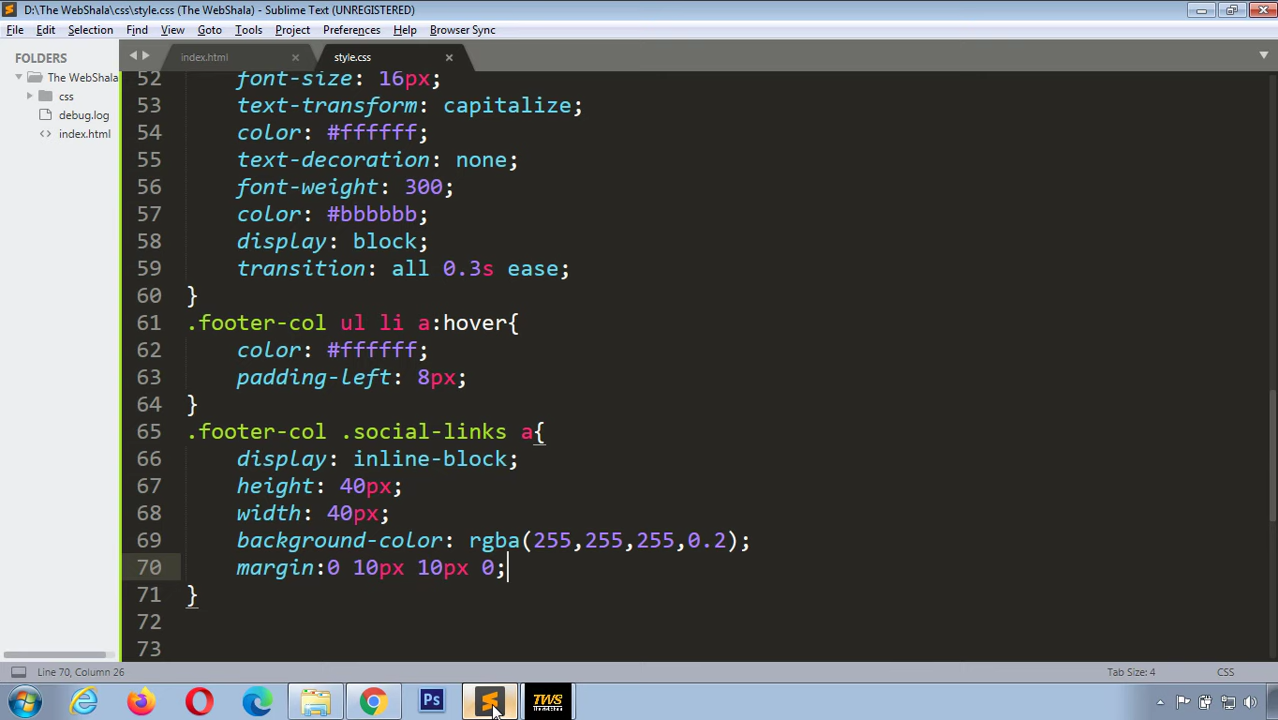 D:\The WebShala\css\style.css (The WebShala) - Sublime Text (UNREGISTERED)
File Edit Selection Find View Goto Tools Project Preferences Help Browser Sync
FOLDERS
The WebShala
css
debug.log
index.html
index.html
style.css
52 font-size: 16px;
53 text-transform: capitalize;
54 color: #ffffff;
55 text-decoration: none;
56 font-weight: 300;
57 color: #bbbbbb;
58 display: block;
59 transition: all 0.3s ease;
60 }
61 .footer-col ul li a:hover{
62 color: #ffffff;
63 padding-left: 8px;
64 }
65 .footer-col .social-links a{
66 display: inline-block;
67 height: 40px;
68 width: 40px;
69 background-color: rgba(255,255,255,0.2);
70 margin:0 10px 10px 0;
71 }
72
73
Line 70, Column 26
Tab Size: 4
CSS
Ps
TWS